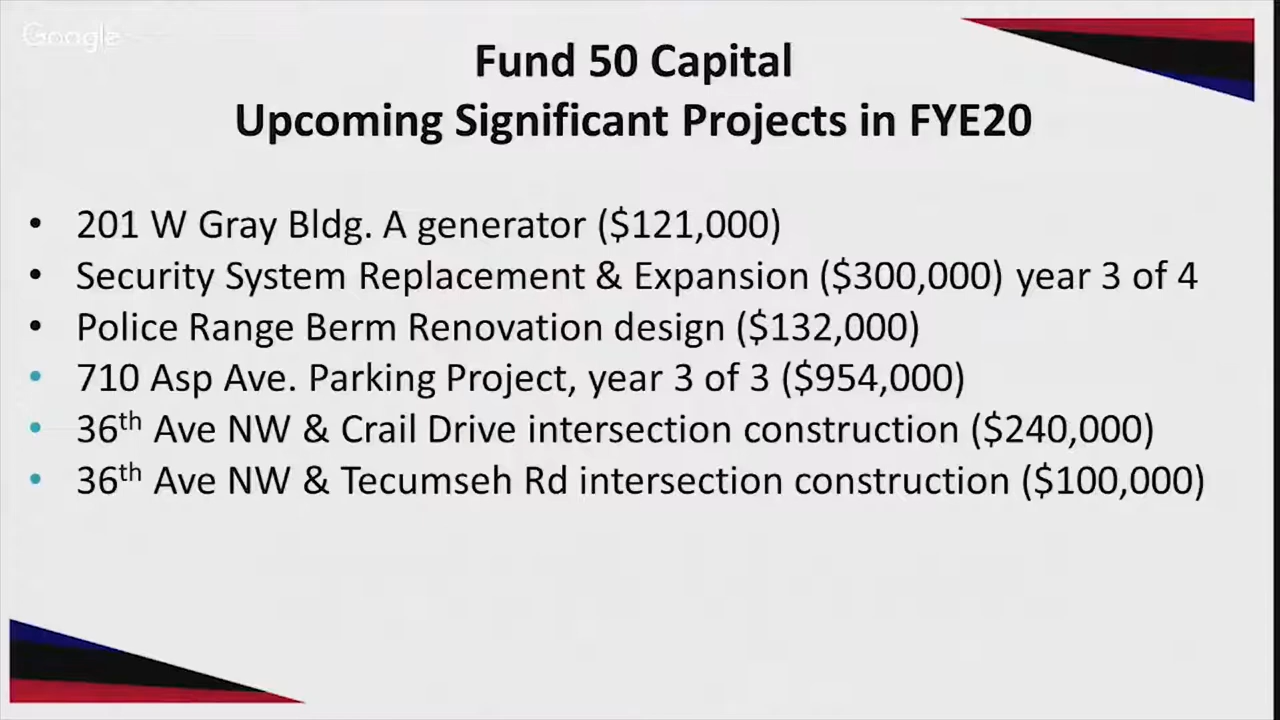 Google
Fund 50 Capital
Upcoming Significant Projects in FYE20
• 201 W Gray Bldg. A generator ($121,000)
• Security System Replacement & Expansion ($300,000) year 3 of 4
• Police Range Berm Renovation design ($132,000)
• 710 Asp Ave. Parking Project, year 3 of 3 ($954,000)
• 36th Ave NW & Crail Drive intersection construction ($240,000)
• 36th Ave NW & Tecumseh Rd intersection construction ($100,000)